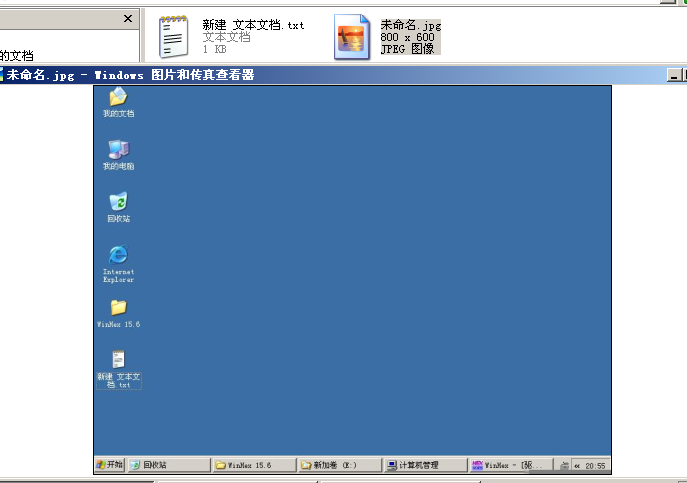 新建 文本文档.txt
文本文档
1 KB
未命名.jpg
800 x 600
JPEG 图像
的文档
未命名.jpg - Windows 图片和传真查看器
我的文档
我的电脑
回收站
Internet
Explorer
WinHex 15.6
新建 文本文
档.txt
开始
回收站
WinHex 15.6
新加卷 (E:)
计算机管理
WinHex - [驱...
« 20:55